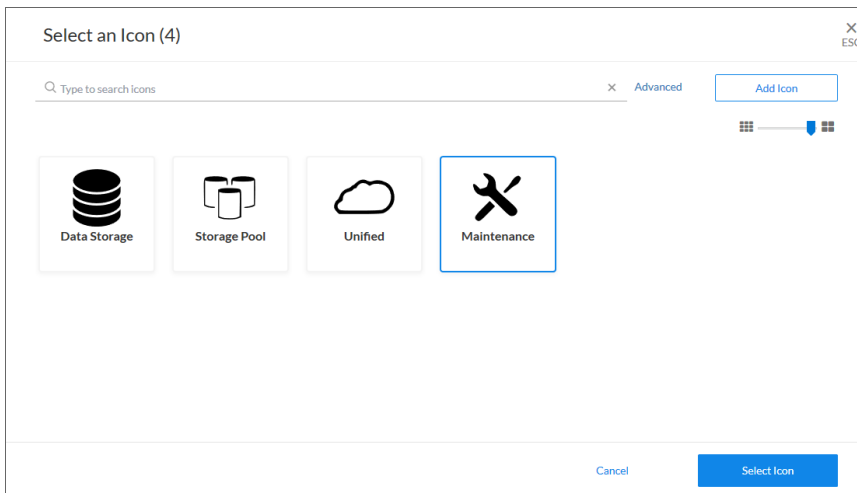 Select an Icon (4)
ESC
Type to search icons
Advanced
Add Icon
Data Storage
Storage Pool
Unified
Maintenance
Cancel
Select Icon